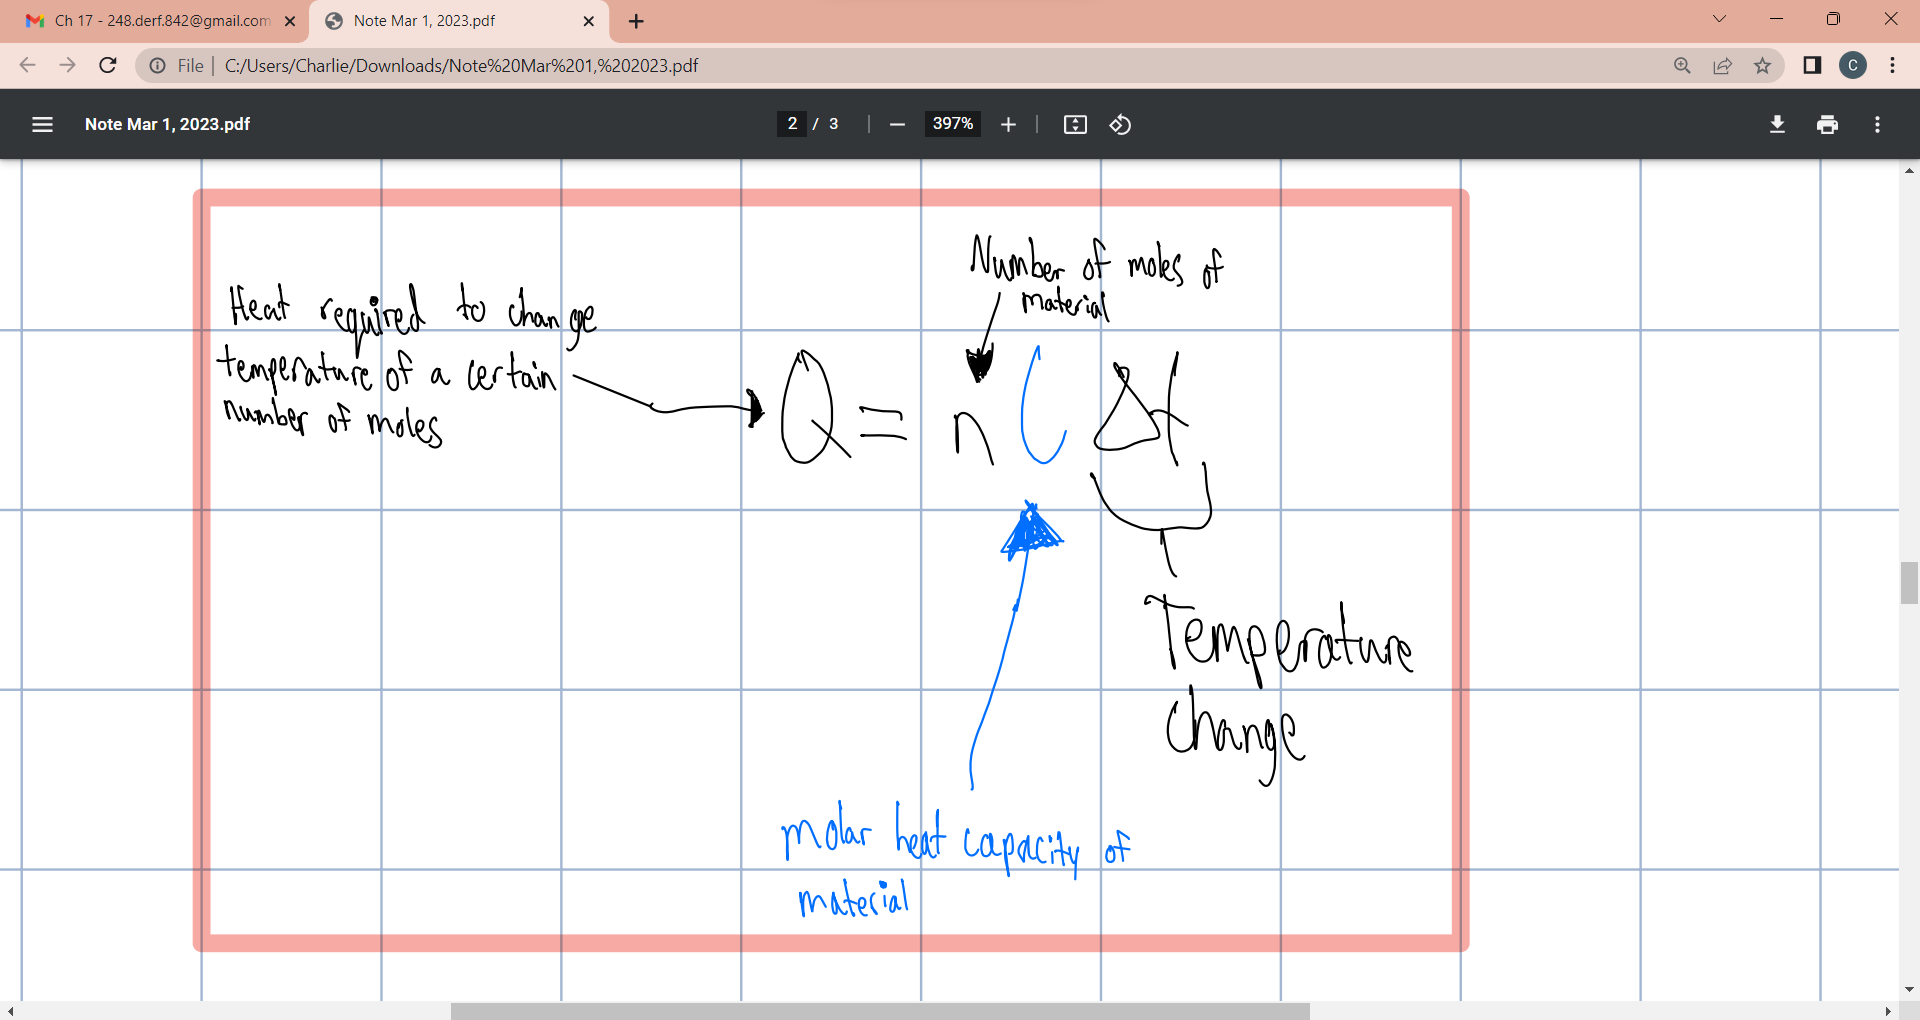 Ch 17 - 248.derf.842@gmail.com
Note Mar 1, 2023.pdf
File
C:/Users/Charlie/Downloads/Note%20Mar%201,%202023.pdf
C
Note Mar 1, 2023.pdf
2 / 3
397%
Number of moles of
material
Heat required to change
temperature of a certain
number of moles
Q = n C Δt
Temperature
Change
molar heat capacity of
material